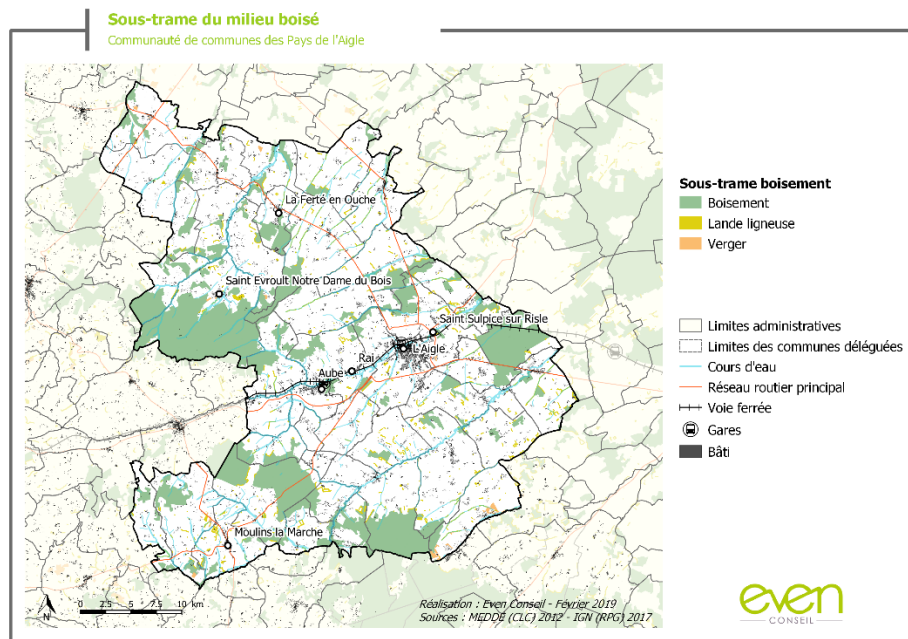 Sous-trame du milieu boisé
Communauté de communes des Pays de l'Aigle
La Ferté en Ouche
Saint Evroult Notre Dame du Bois
Saint Sulpice sur Risle
L'Aigle
Rai
Aube
Moulins la Marche
Sous-trame boisement
Boisement
Lande ligneuse
Verger
Limites administratives
Limites des communes déléguées
Cours d'eau
Réseau routier principal
Voie ferrée
Gares
Bâti
N
0 2.5 5 7.5 10 km
Réalisation : Even Conseil - Février 2019
Sources : MEDDE (CLC) 2012 - IGN (RPG) 2017
even
CONSEIL